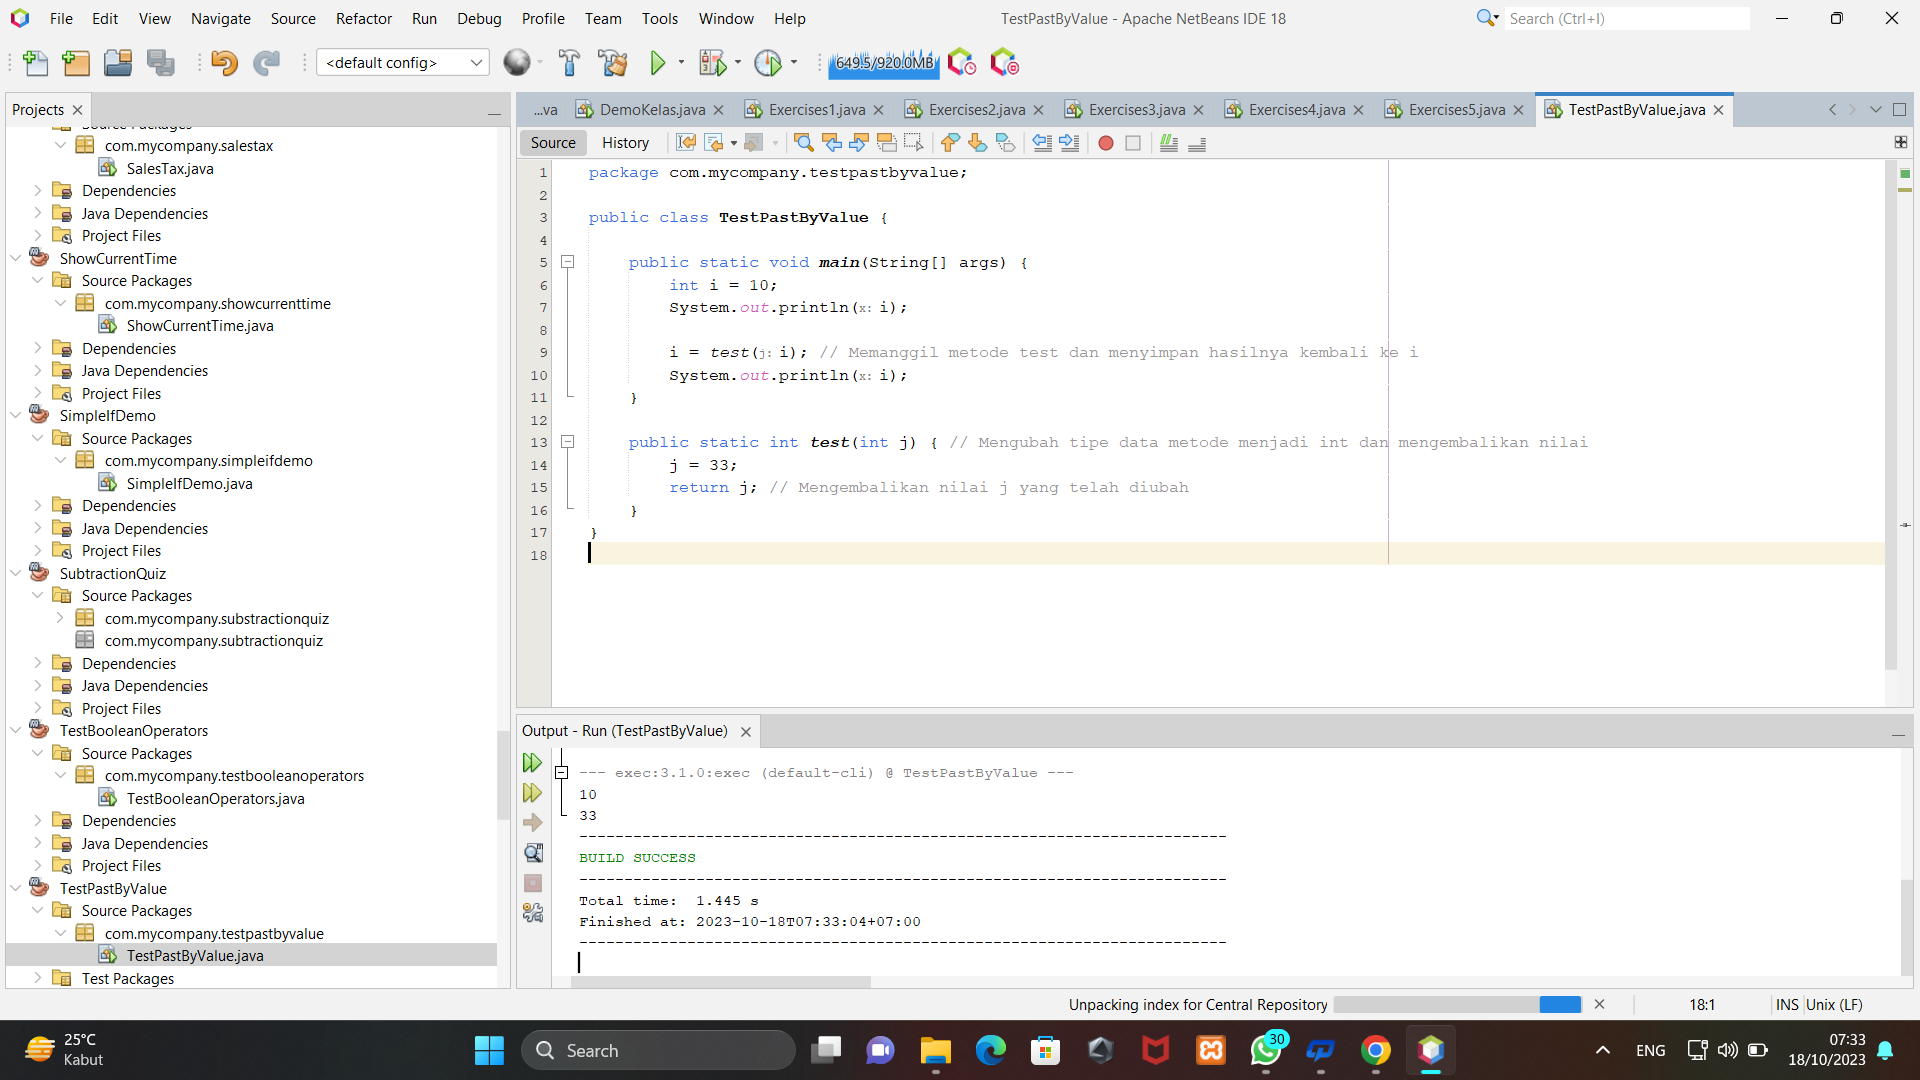 File Edit View Navigate Source Refactor Run Debug Profile Team Tools Window Help
TestPastByValue - Apache NetBeans IDE 18
Search (Ctrl+I)
<default config>
649.5/920.0MB
Projects
Source Packages
com.mycompany.salestax
SalesTax.java
Dependencies
Java Dependencies
Project Files
ShowCurrentTime
Source Packages
com.mycompany.showcurrenttime
ShowCurrentTime.java
Dependencies
Java Dependencies
Project Files
SimpleIfDemo
Source Packages
com.mycompany.simpleifdemo
SimpleIfDemo.java
Dependencies
Java Dependencies
Project Files
SubtractionQuiz
Source Packages
com.mycompany.substractionquiz
com.mycompany.subtractionquiz
Dependencies
Java Dependencies
Project Files
TestBooleanOperators
Source Packages
com.mycompany.testbooleanoperators
TestBooleanOperators.java
Dependencies
Java Dependencies
Project Files
TestPastByValue
Source Packages
com.mycompany.testpastbyvalue
TestPastByValue.java
Test Packages
...va DemoKelas.java Exercises1.java Exercises2.java Exercises3.java Exercises4.java Exercises5.java TestPastByValue.java
Source History
1 package com.mycompany.testpastbyvalue;
2
3 public class TestPastByValue {
4
5 public static void main(String[] args) {
6 int i = 10;
7 System.out.println(x: i);
8
9 i = test(j: i); // Memanggil metode test dan menyimpan hasilnya kembali ke i
10 System.out.println(x: i);
11 }
12
13 public static int test(int j) { // Mengubah tipe data metode menjadi int dan mengembalikan nilai
14 j = 33;
15 return j; // Mengembalikan nilai j yang telah diubah
16 }
17 }
18
Output - Run (TestPastByValue)
--- exec:3.1.0:exec (default-cli) @ TestPastByValue ---
10
33
------------------------------------------------------------------------
BUILD SUCCESS
------------------------------------------------------------------------
Total time:  1.445 s
Finished at: 2023-10-18T07:33:04+07:00
------------------------------------------------------------------------
Unpacking index for Central Repository
18:1 INS Unix (LF)
25°C
Kabut
Search
30
ENG
07:33
18/10/2023